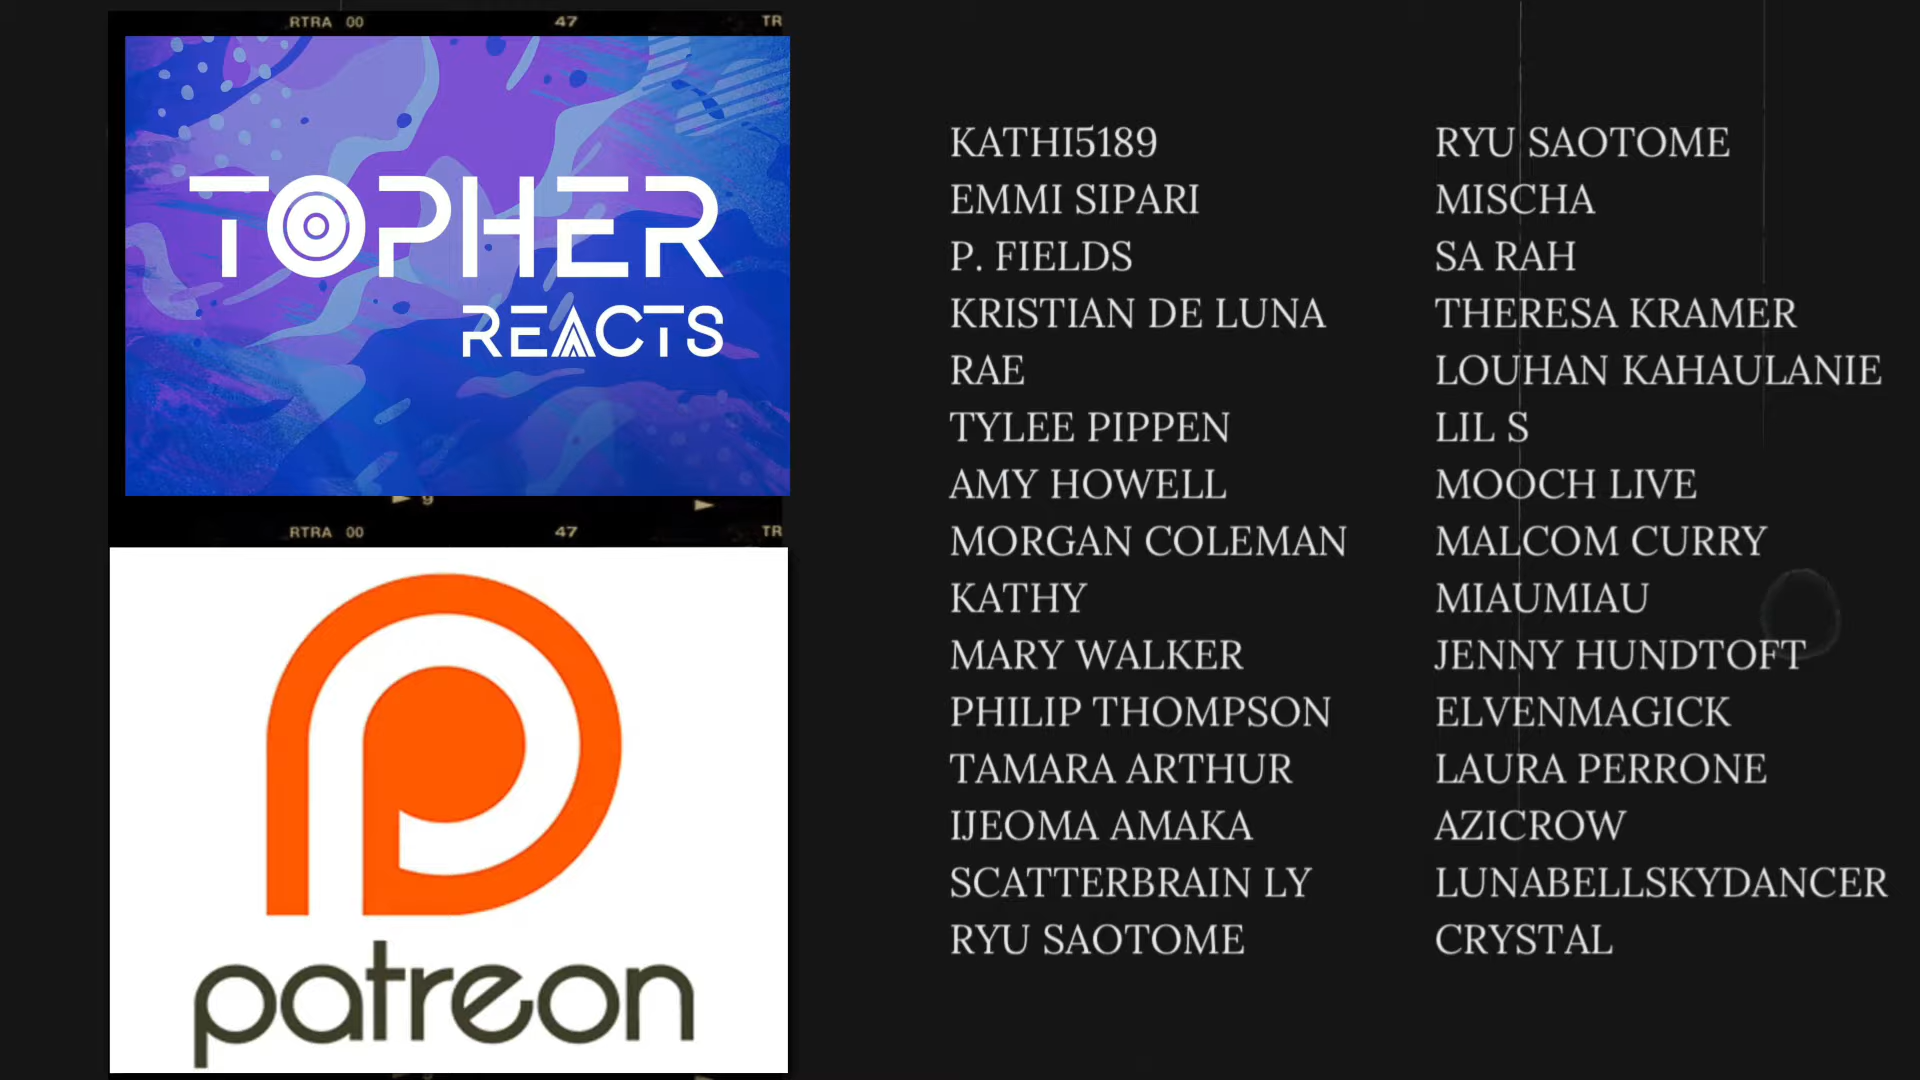 RTRA 00 47 TR
TOPHER
REACTS
9
RTRA 00 47 TR
patreon
KATHI5189
EMMI SIPARI
P. FIELDS
KRISTIAN DE LUNA
RAE
TYLEE PIPPEN
AMY HOWELL
MORGAN COLEMAN
KATHY
MARY WALKER
PHILIP THOMPSON
TAMARA ARTHUR
IJEOMA AMAKA
SCATTERBRAIN LY
RYU SAOTOME
RYU SAOTOME
MISCHA
SA RAH
THERESA KRAMER
LOUHAN KAHAULANIE
LIL S
MOOCH LIVE
MALCOM CURRY
MIAUMIAU
JENNY HUNDTOFT
ELVENMAGICK
LAURA PERRONE
AZICROW
LUNABELLSKYDANCER
CRYSTAL